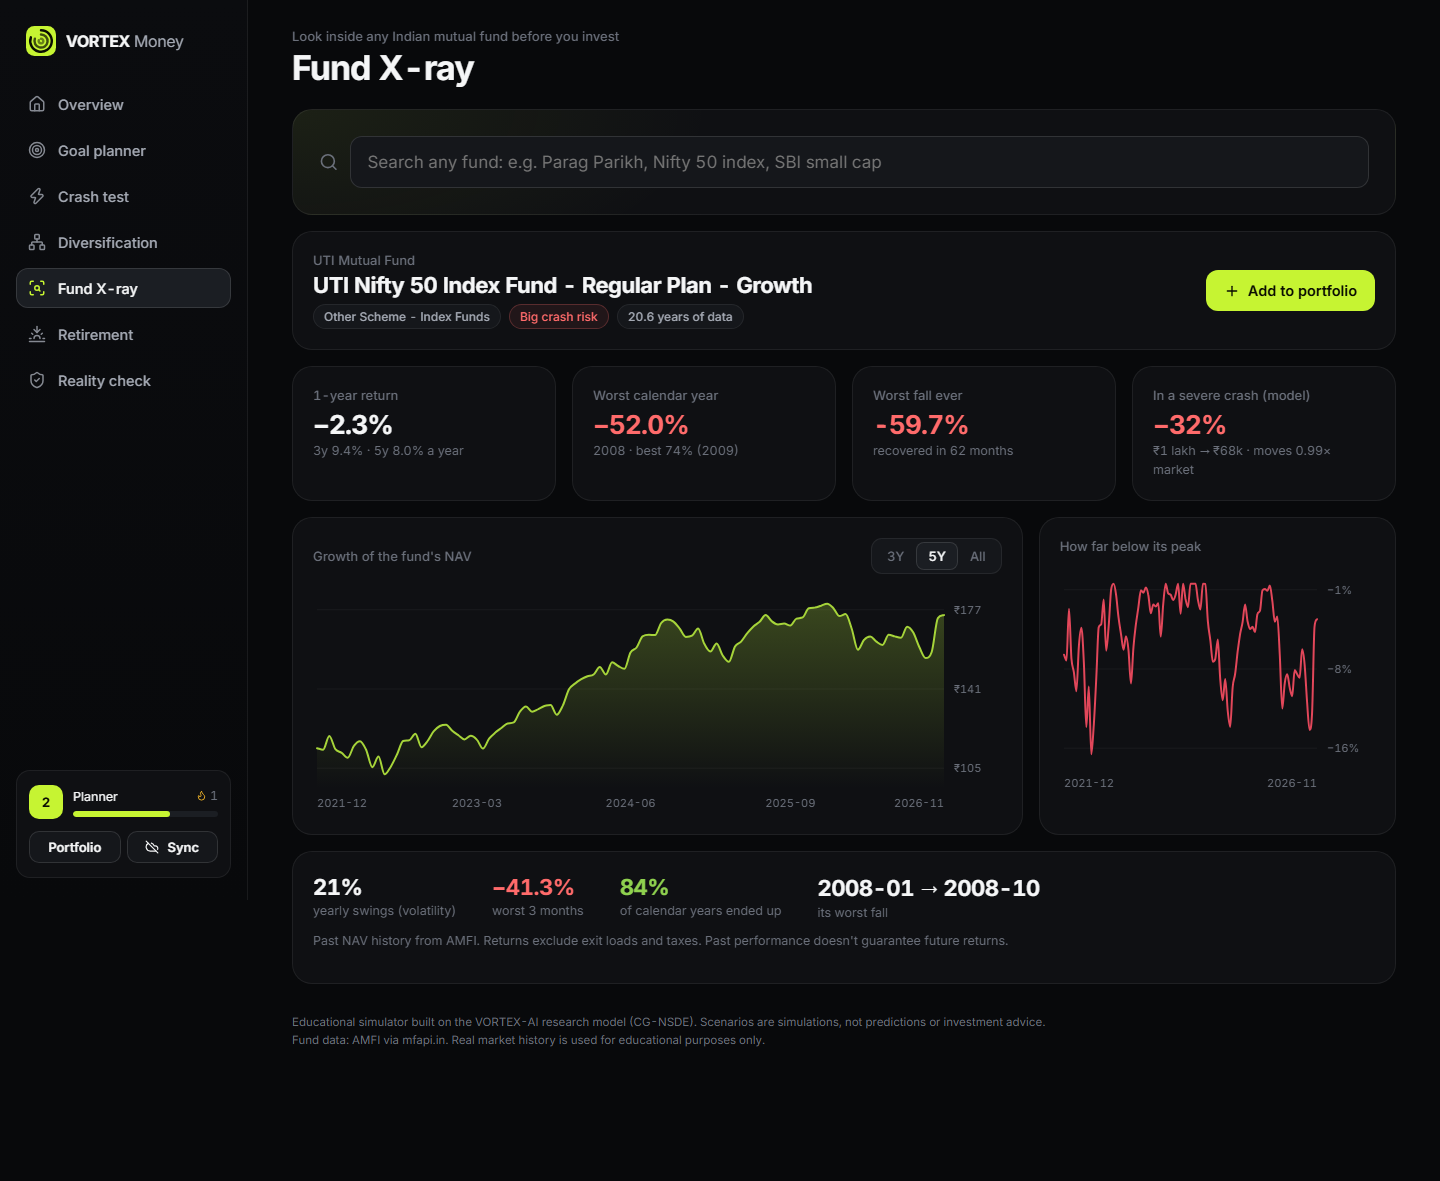 VORTEX Money
Overview
Goal planner
Crash test
Diversification
Fund X-ray
Retirement
Reality check
2
Planner
1
Portfolio
Sync
Look inside any Indian mutual fund before you invest
Fund X-ray
Search any fund: e.g. Parag Parikh, Nifty 50 index, SBI small cap
UTI Mutual Fund
UTI Nifty 50 Index Fund - Regular Plan - Growth
Other Scheme - Index Funds
Big crash risk
20.6 years of data
+ Add to portfolio
1-year return
−2.3%
3y 9.4% · 5y 8.0% a year
Worst calendar year
−52.0%
2008 · best 74% (2009)
Worst fall ever
-59.7%
recovered in 62 months
In a severe crash (model)
−32%
₹1 lakh → ₹68k · moves 0.99×
market
Growth of the fund's NAV
3Y
5Y
All
₹177
₹141
₹105
2021-12
2023-03
2024-06
2025-09
2026-11
How far below its peak
−1%
−8%
−16%
2021-12
2026-11
21%
yearly swings (volatility)
−41.3%
worst 3 months
84%
of calendar years ended up
2008-01 → 2008-10
its worst fall
Past NAV history from AMFI. Returns exclude exit loads and taxes. Past performance doesn't guarantee future returns.
Educational simulator built on the VORTEX-AI research model (CG-NSDE). Scenarios are simulations, not predictions or investment advice.
Fund data: AMFI via mfapi.in. Real market history is used for educational purposes only.